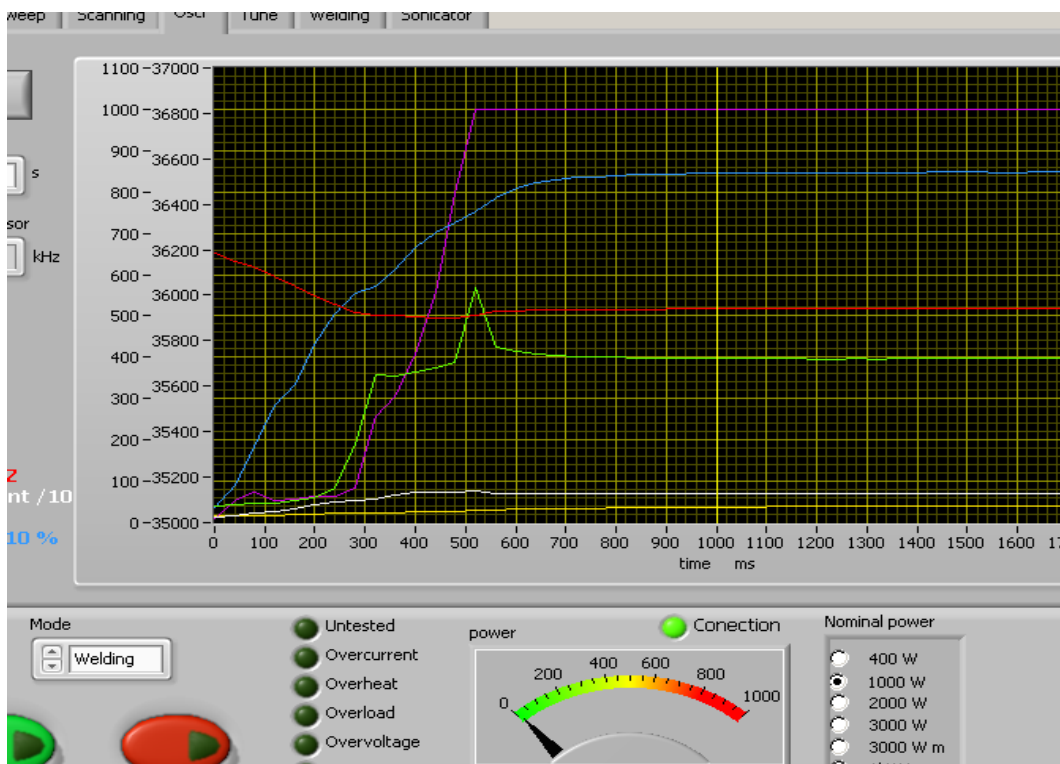 Sweep Scanning Oscr Tune Welding Sonicator
1100 37000
1000 36800
900 36600
800 36400
700 36200
600 36000
500 35800
400 35600
300 35400
200 35200
100 35000
0
s
sor
kHz
Z
nt /10
10 %
0 100 200 300 400 500 600 700 800 900 1000 1100 1200 1300 1400 1500 1600 17
time ms
Mode
Welding
Untested
Overcurrent
Overheat
Overload
Overvoltage
power
Conection
0 200 400 600 800 1000
Nominal power
400 W
1000 W
2000 W
3000 W
3000 W m